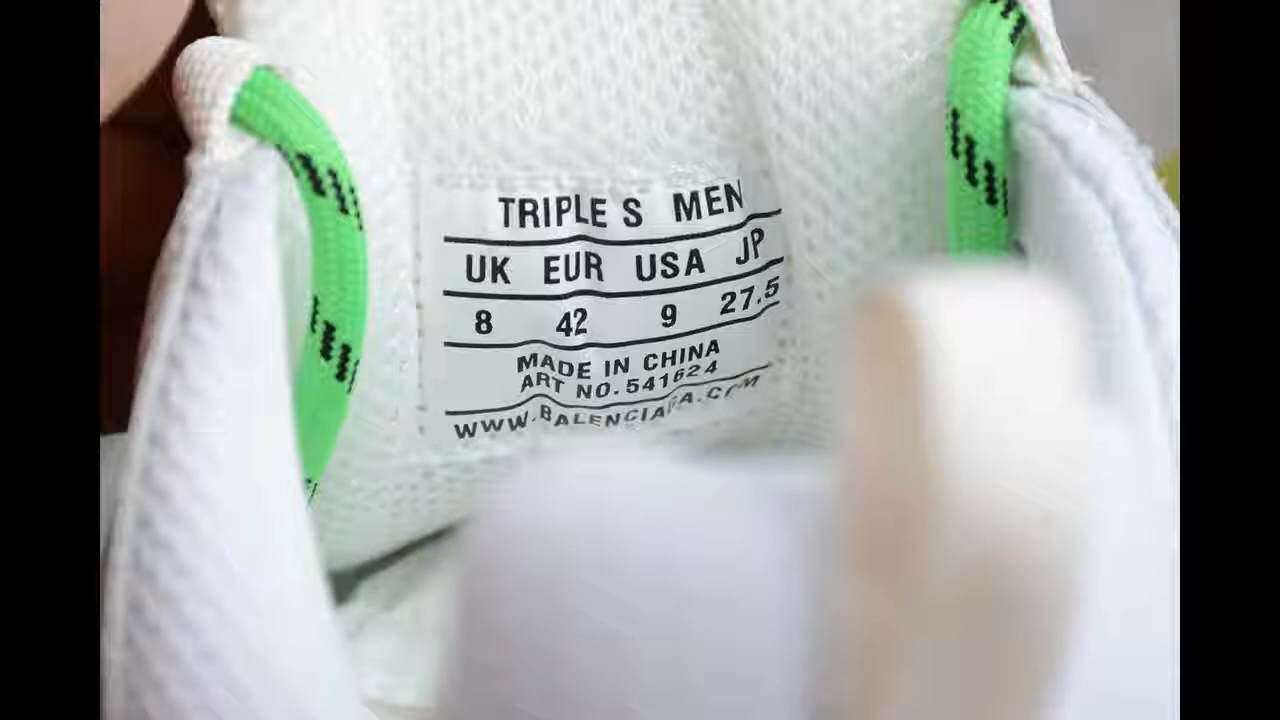 TRIPLE S MEN
UK EUR USA JP
8 42 9 27.5
MADE IN CHINA
ART NO. 541624
WWW.BALENCIAGA.COM